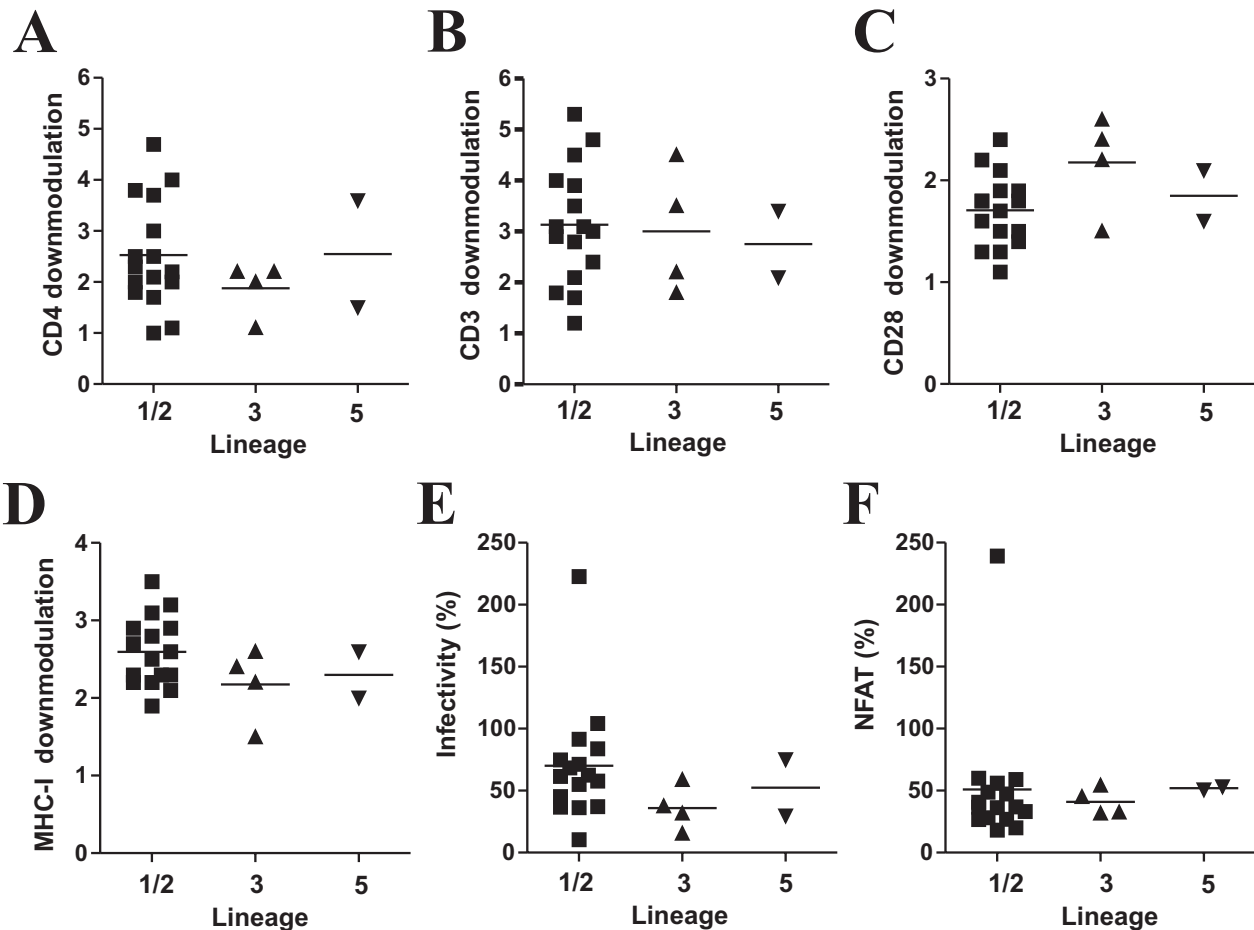 A
B
C
CD4 downmodulation
6
5
4
3
2
1
0
1/2
3
5
Lineage
CD3 downmodulation
6
5
4
3
2
1
0
1/2
3
5
Lineage
CD28 downmodulation
3
2
1
0
1/2
3
5
Lineage
D
E
F
MHC-I downmodulation
4
3
2
1
0
1/2
3
5
Lineage
Infectivity (%)
250
200
150
100
50
0
1/2
3
5
Lineage
NFAT (%)
250
200
150
100
50
0
1/2
3
5
Lineage